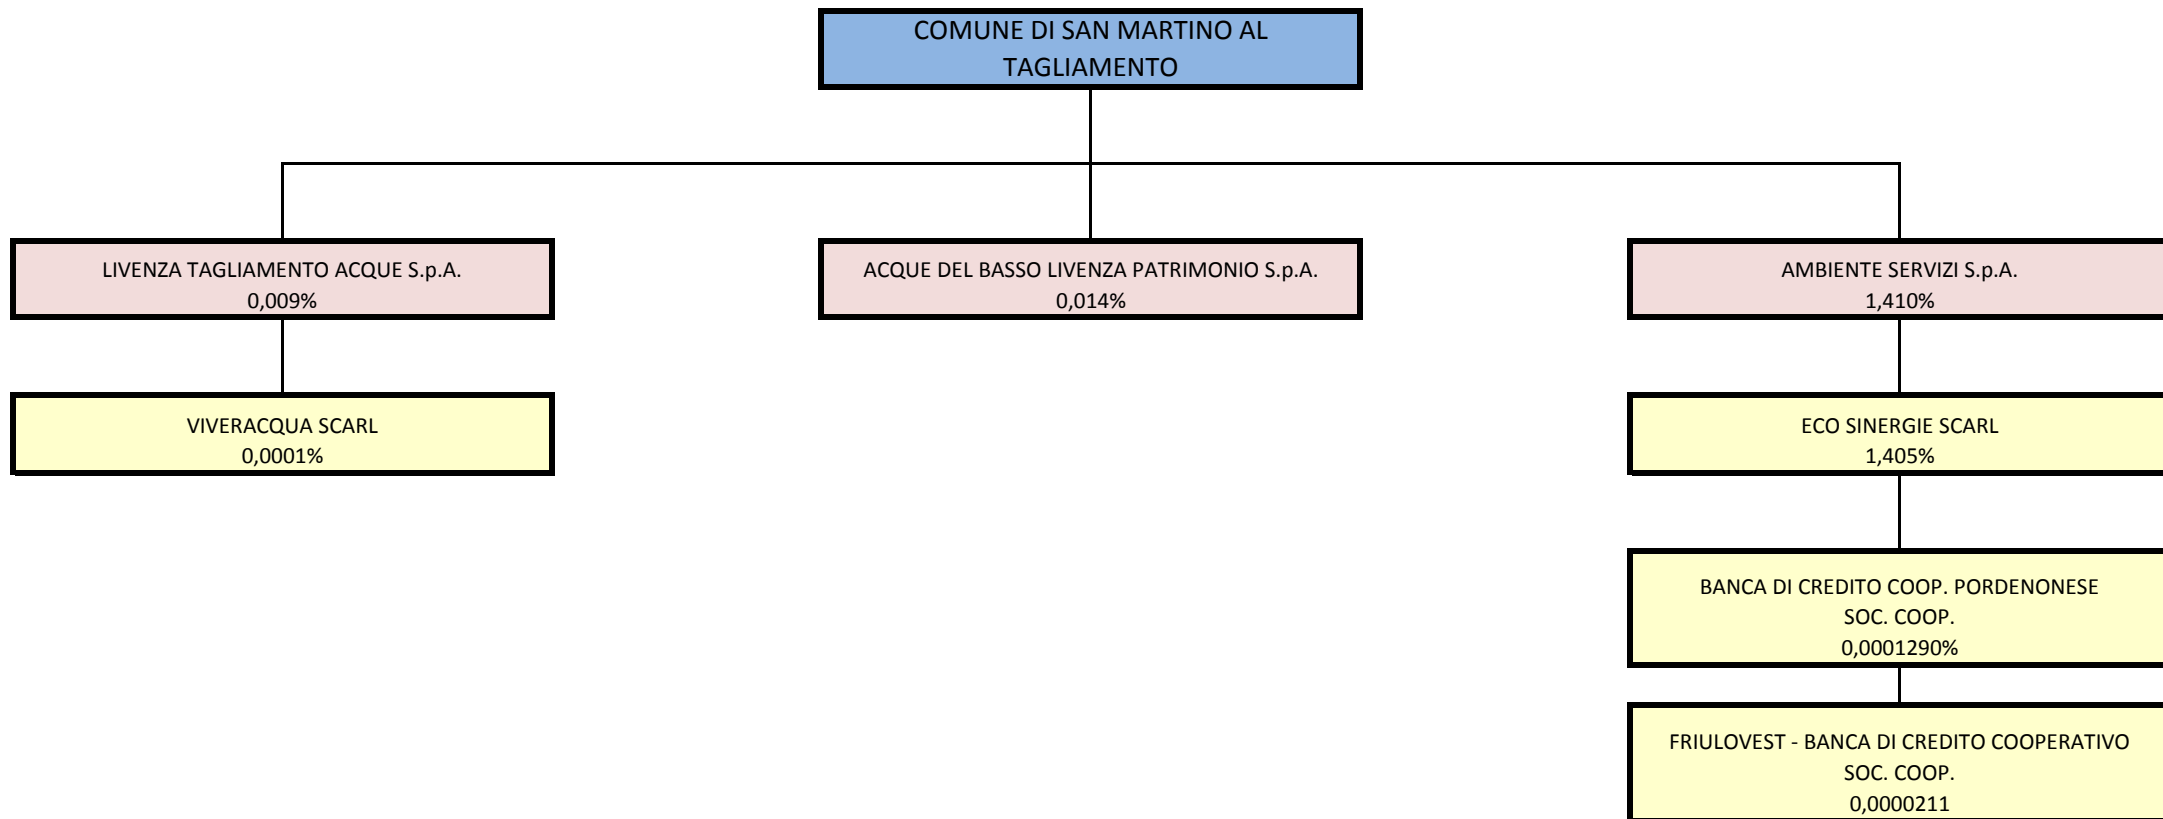 COMUNE DI SAN MARTINO AL
TAGLIAMENTO
LIVENZA TAGLIAMENTO ACQUE S.p.A.
0,009%
ACQUE DEL BASSO LIVENZA PATRIMONIO S.p.A.
0,014%
AMBIENTE SERVIZI S.p.A.
1,410%
VIVERACQUA SCARL
0,0001%
ECO SINERGIE SCARL
1,405%
BANCA DI CREDITO COOP. PORDENONESE
SOC. COOP.
0,0001290%
FRIULOVEST - BANCA DI CREDITO COOPERATIVO
SOC. COOP.
0,0000211